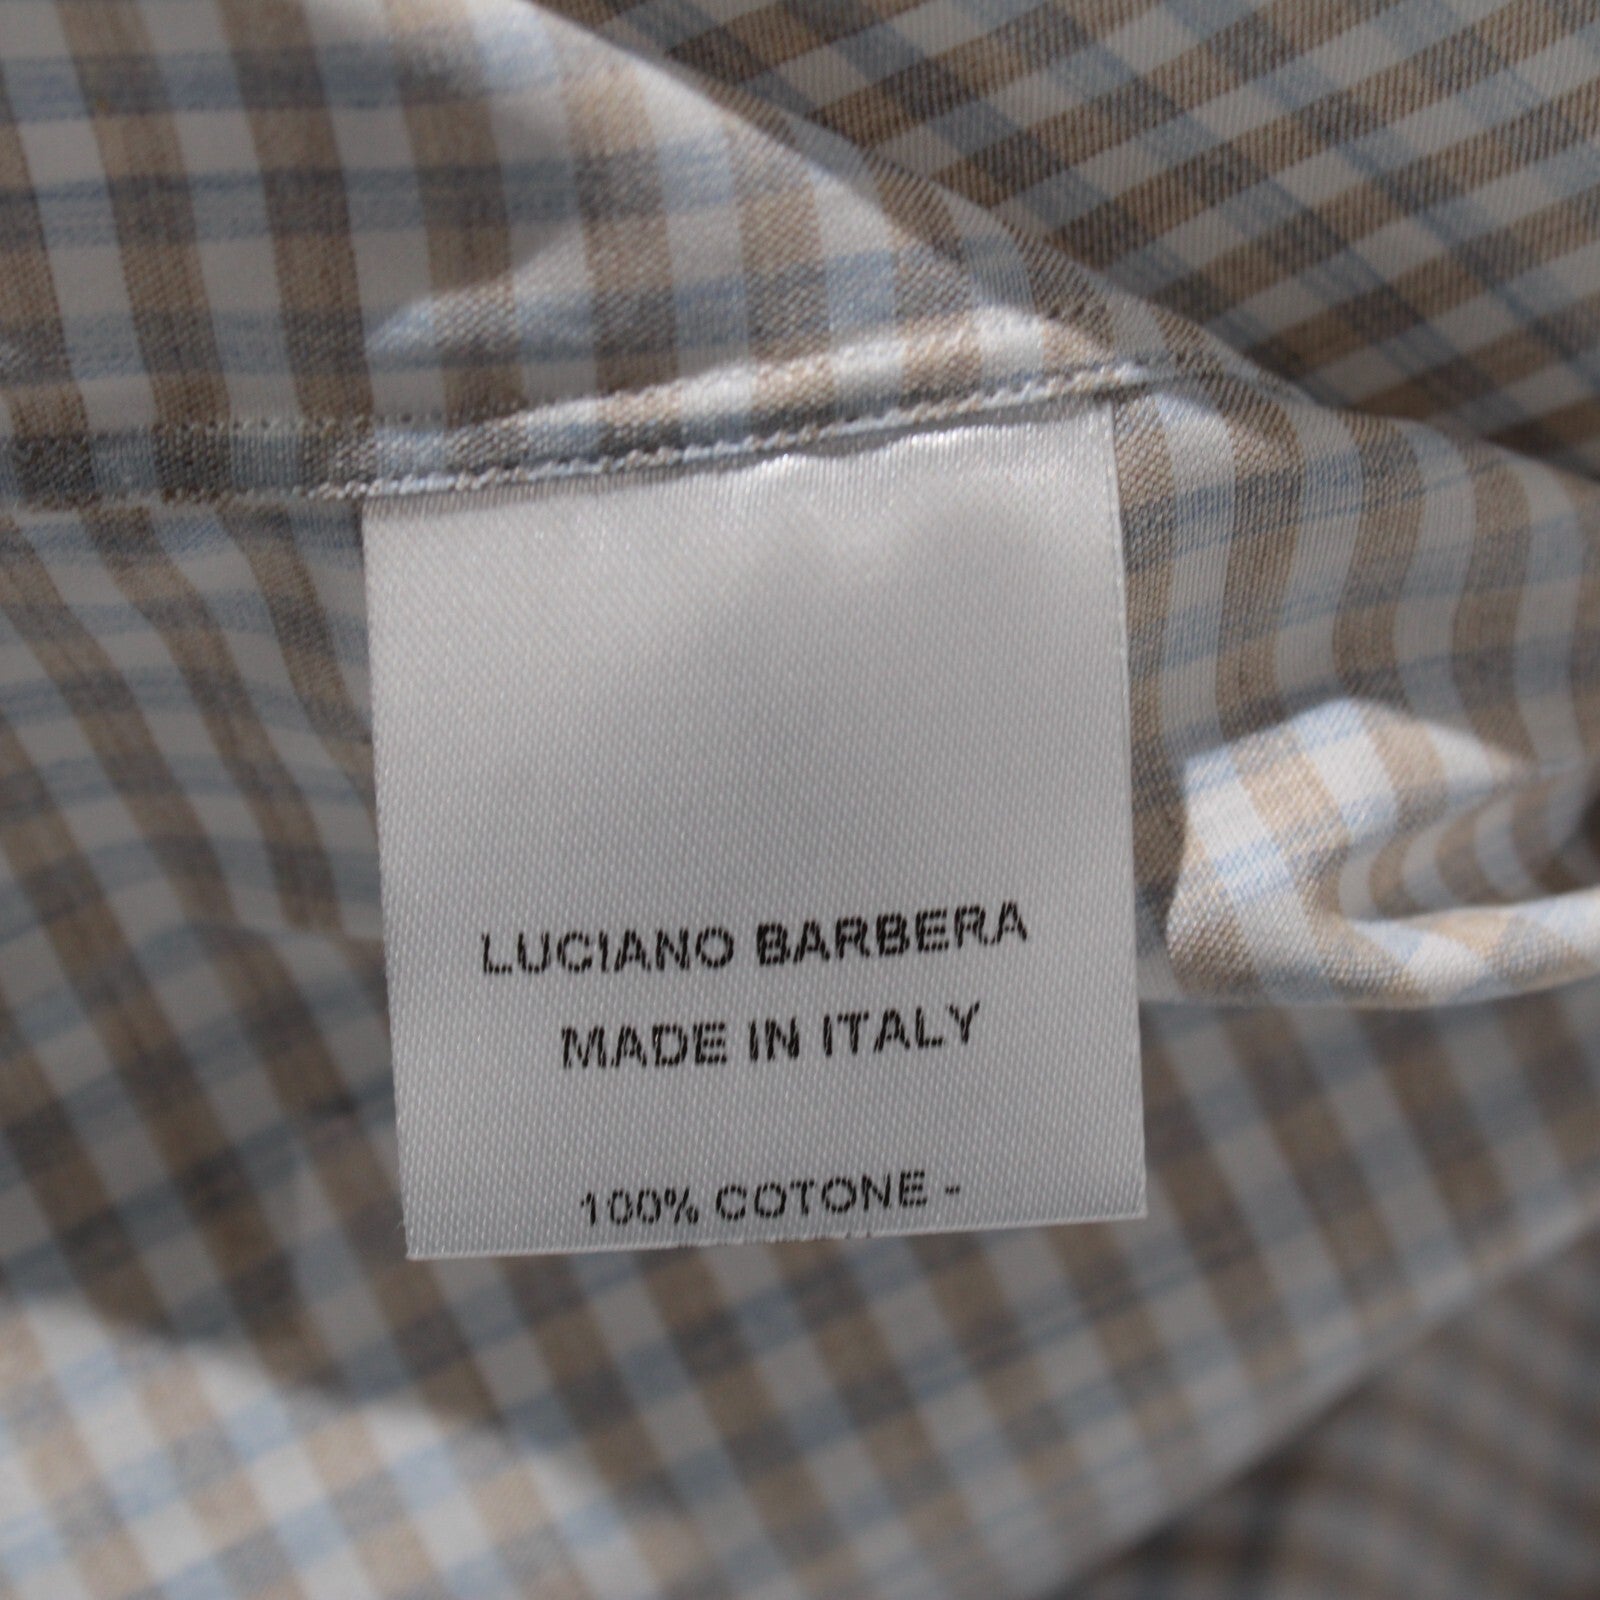 LUCIANO BARBERA
MADE IN ITALY
100% COTONE -